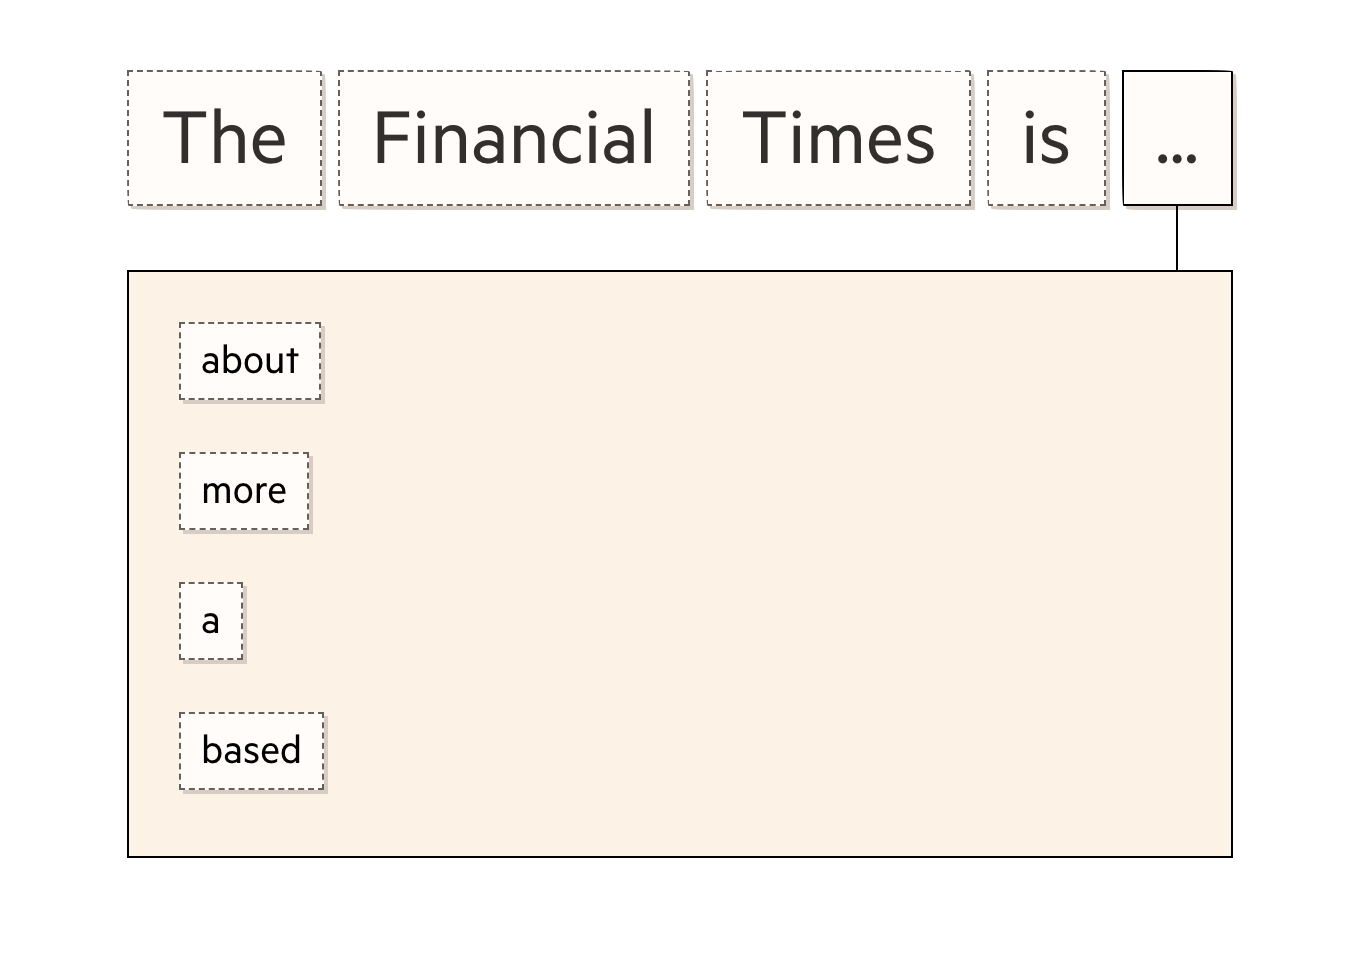 The Financial Times is ...
about
more
a
based